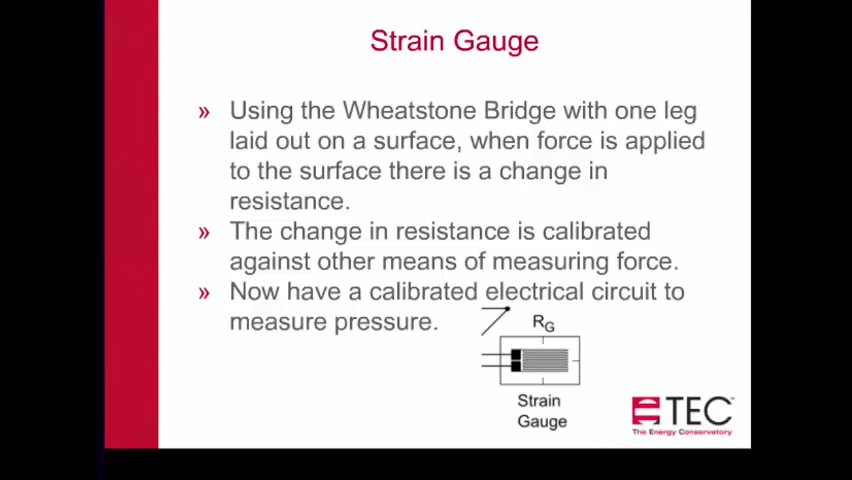 Strain Gauge
» Using the Wheatstone Bridge with one leg
laid out on a surface, when force is applied
to the surface there is a change in
resistance.
» The change in resistance is calibrated
against other means of measuring force.
» Now have a calibrated electrical circuit to
measure pressure.
RG
Strain
Gauge
TEC™
The Energy Conservatory